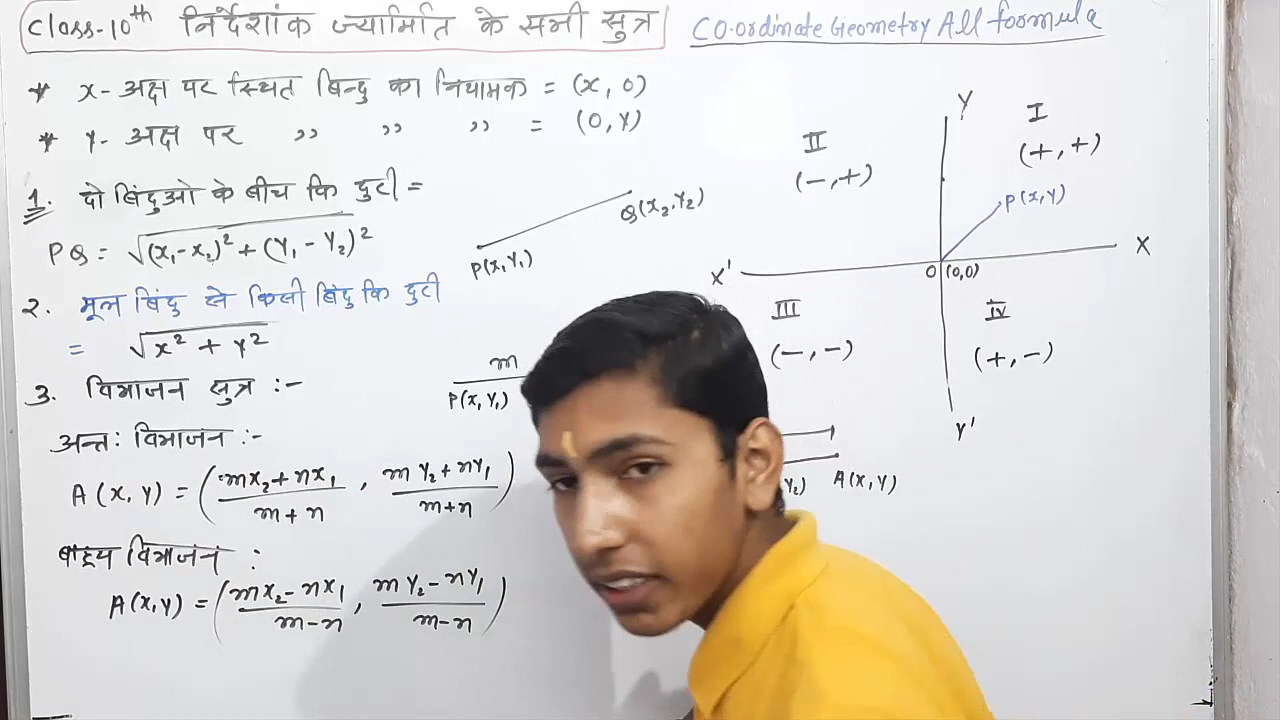 Class-10th निर्देशांक ज्यामिति के सभी सुत्र
CO-ordinate Geometry All formula
* x- अक्ष पर स्थित बिन्दु का नियामक = (x, 0)
* Y- अक्ष पर ,, ,, ,, = (0, Y)
1. दो बिंदुओ के बीच कि दुरी =
PQ = √(x₁-x₂)² + (Y₁-Y₂)²
P(x, Y₁)
Q(x₂, Y₂)
2. मूल बिंदु से किसी बिंदु कि दुरी
= √x² + Y²
3. विभाजन सुत्र :-
m
P(x, Y₁)
अन्त: विभाजन :-
A(x, y) = (mx₂+nx₁ / m+n , mY₂+nY₁ / m+n)
Y₂) A(x, Y)
बाह्य विभाजन :
A(x, y) = (mx₂-nx₁ / m-n , mY₂-nY₁ / m-n)
Y
I
(+, +)
II
(-, +)
P(x, Y)
X' O (0,0) X
III
(-, -)
IV
(+, -)
Y'